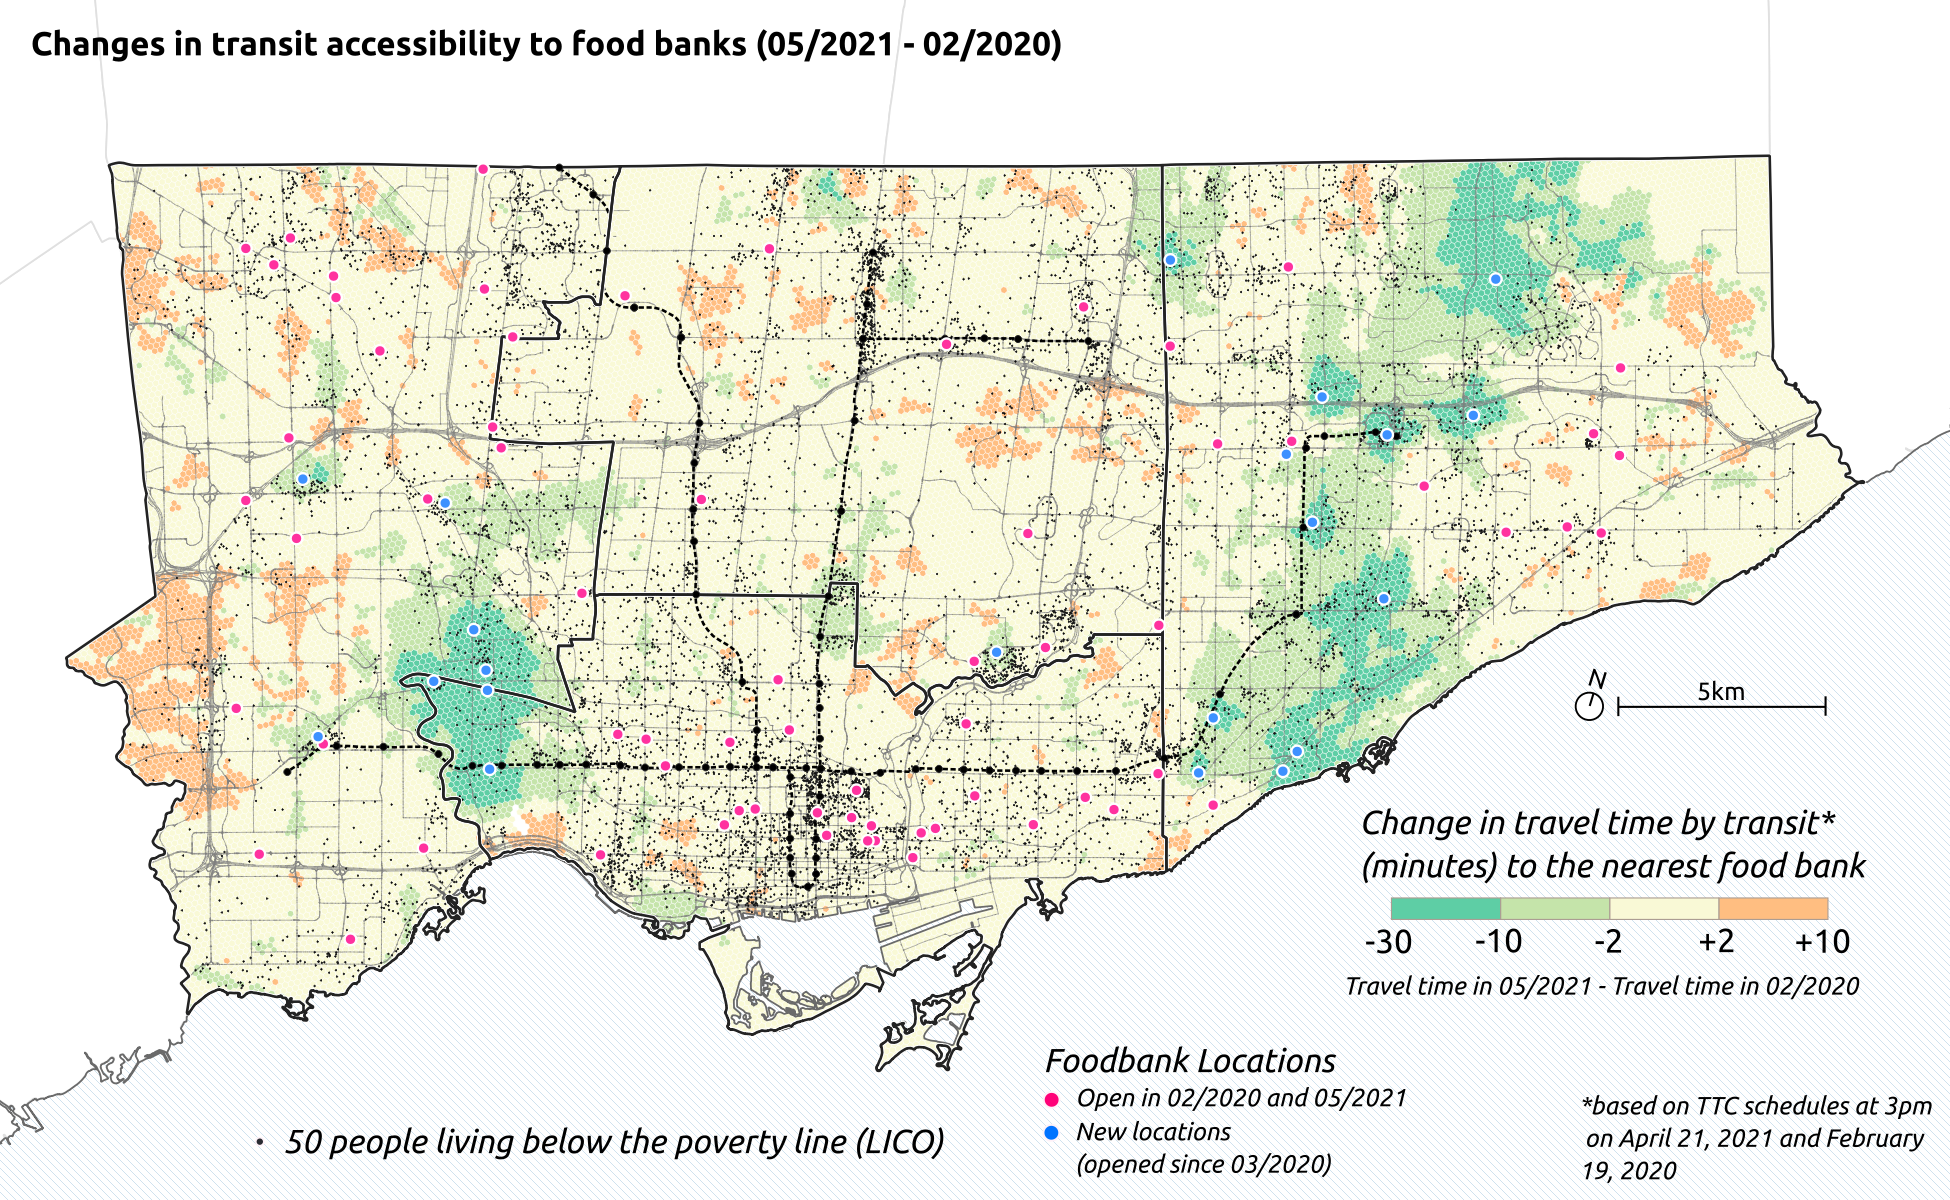 Changes in transit accessibility to food banks (05/2021 - 02/2020)
N
5km
Change in travel time by transit*
(minutes) to the nearest food bank
-30 -10 -2 +2 +10
Travel time in 05/2021 - Travel time in 02/2020
Foodbank Locations
Open in 02/2020 and 05/2021
New locations
(opened since 03/2020)
50 people living below the poverty line (LICO)
*based on TTC schedules at 3pm
on April 21, 2021 and February
19, 2020